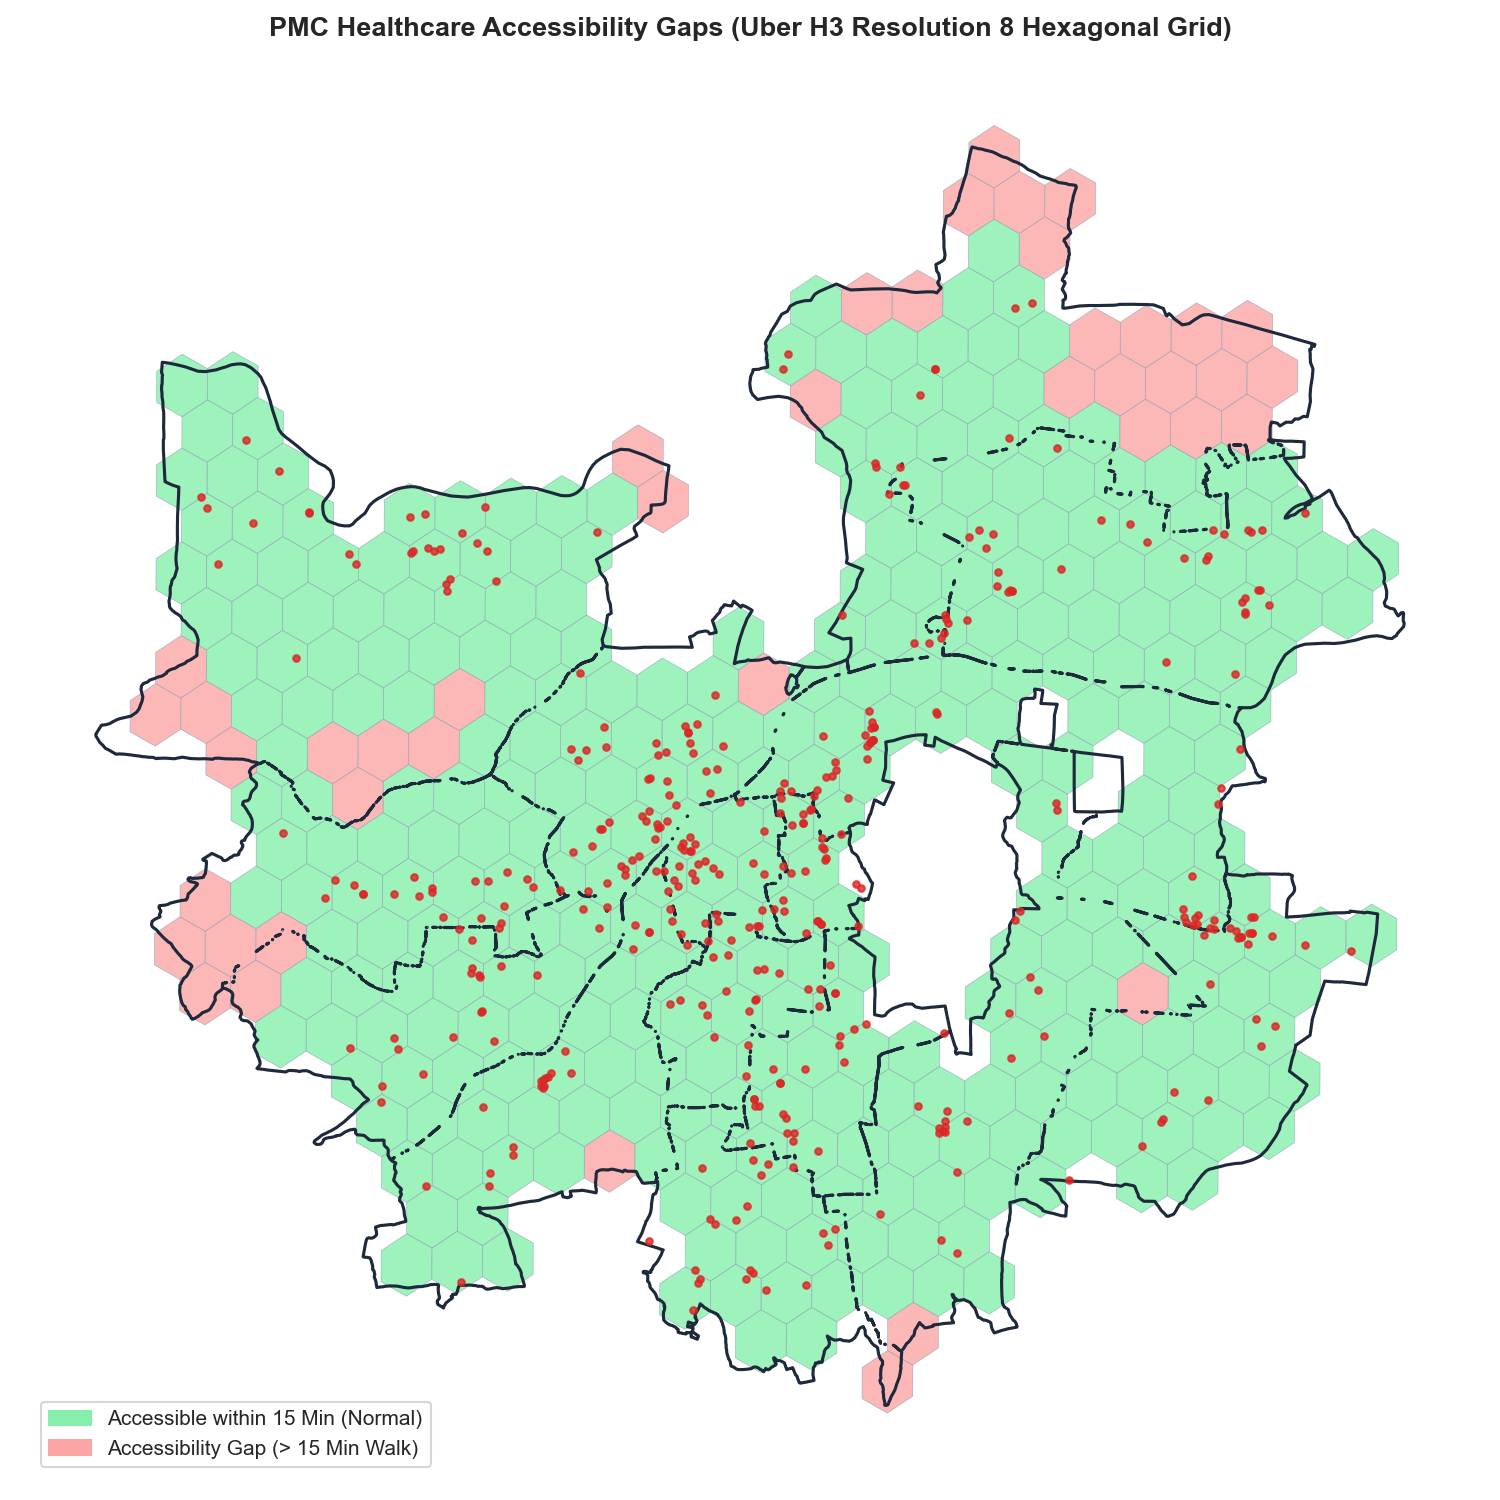 PMC Healthcare Accessibility Gaps (Uber H3 Resolution 8 Hexagonal Grid)
Accessible within 15 Min (Normal)
Accessibility Gap (> 15 Min Walk)